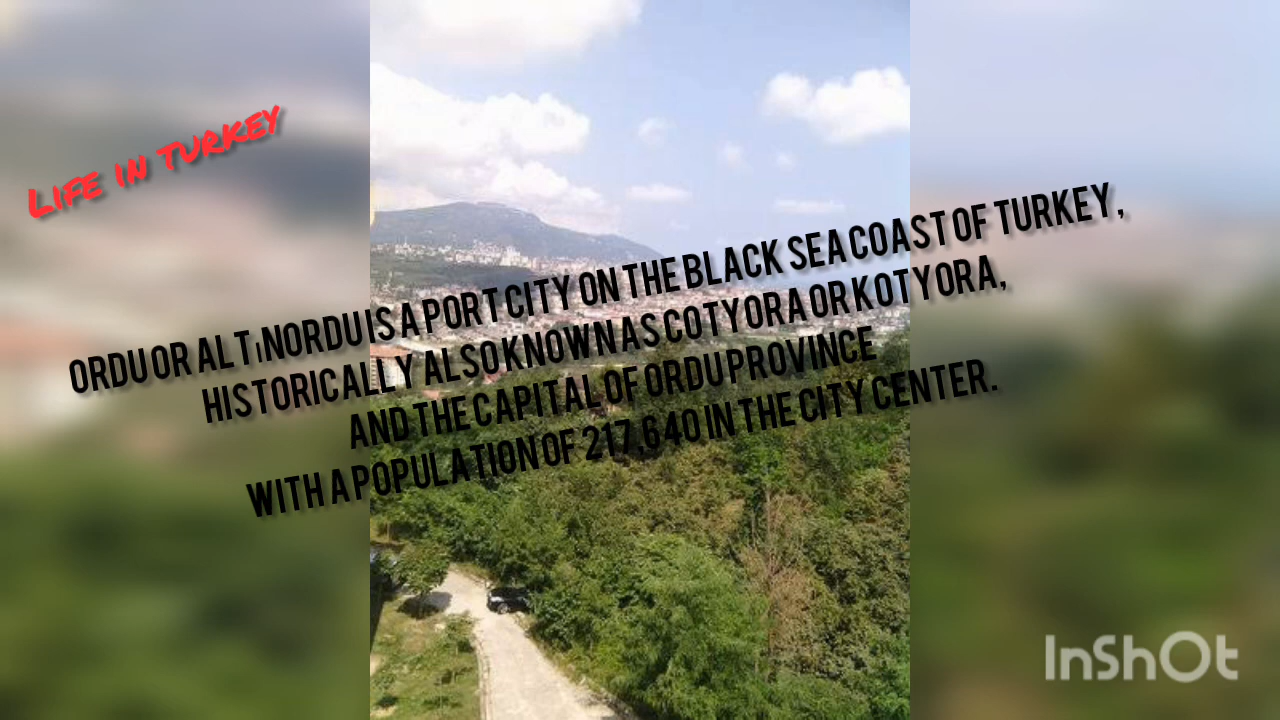 LIFE IN TURKEY
ORDU OR ALTıNORDU IS A PORT CITY ON THE BLACK SEA COAST OF TURKEY,
HISTORICALLY ALSO KNOWN AS COTYORA OR KOTYORA,
AND THE CAPITAL OF ORDU PROVINCE
WITH A POPULATION OF 217,640 IN THE CITY CENTER.
InShOt